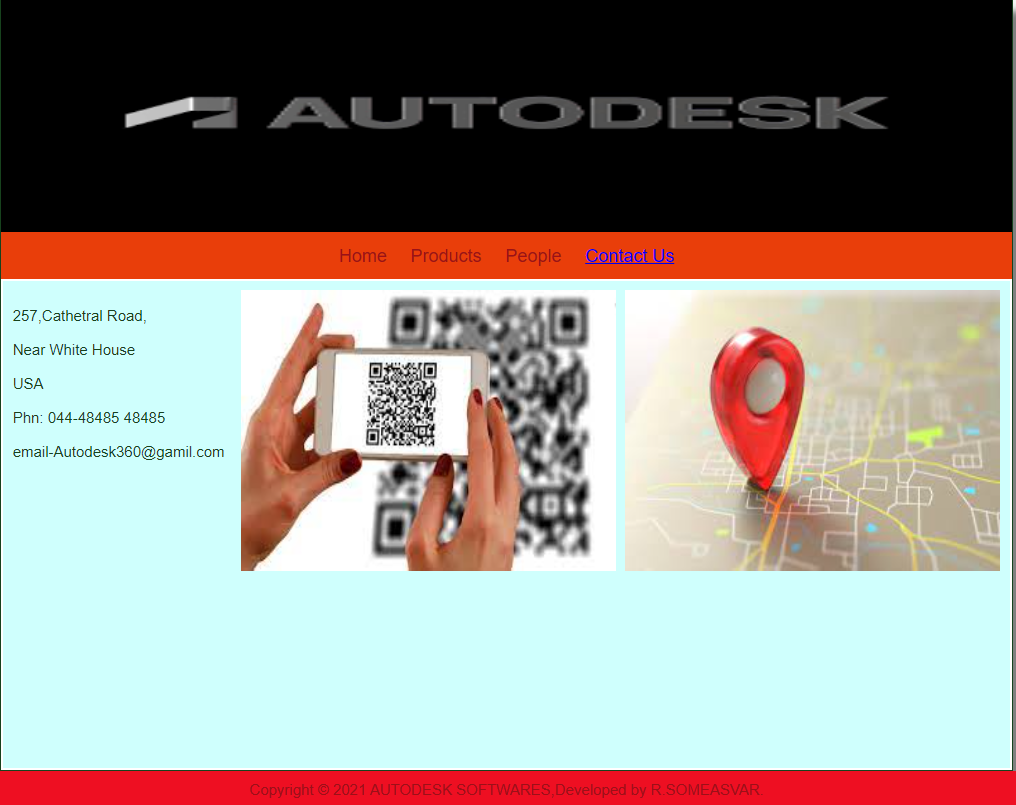 AUTODESK
Home Products People Contact Us
257,Cathetral Road,
Near White House
USA
Phn: 044-48485 48485
email-Autodesk360@gamil.com
Copyright © 2021 AUTODESK SOFTWARES,Developed by R.SOMEASVAR.